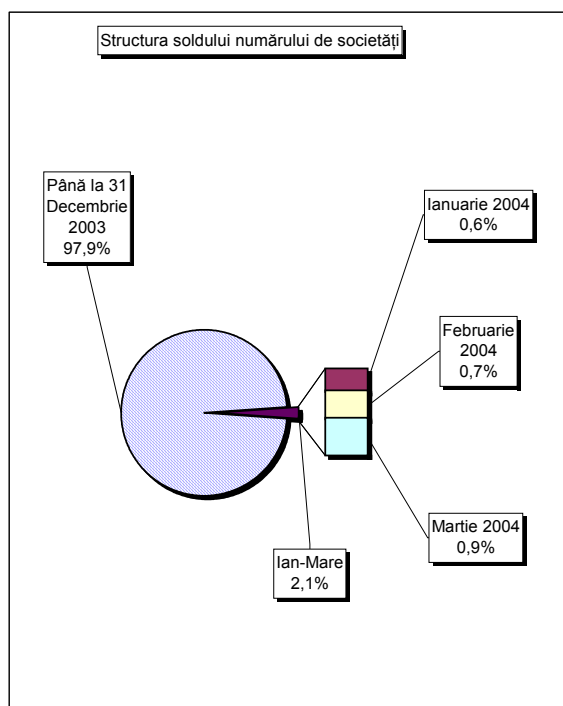 Structura soldului numărului de societăți
Până la 31
Decembrie
2003
97,9%
Ianuarie 2004
0,6%
Februarie
2004
0,7%
Martie 2004
0,9%
Ian-Mare
2,1%